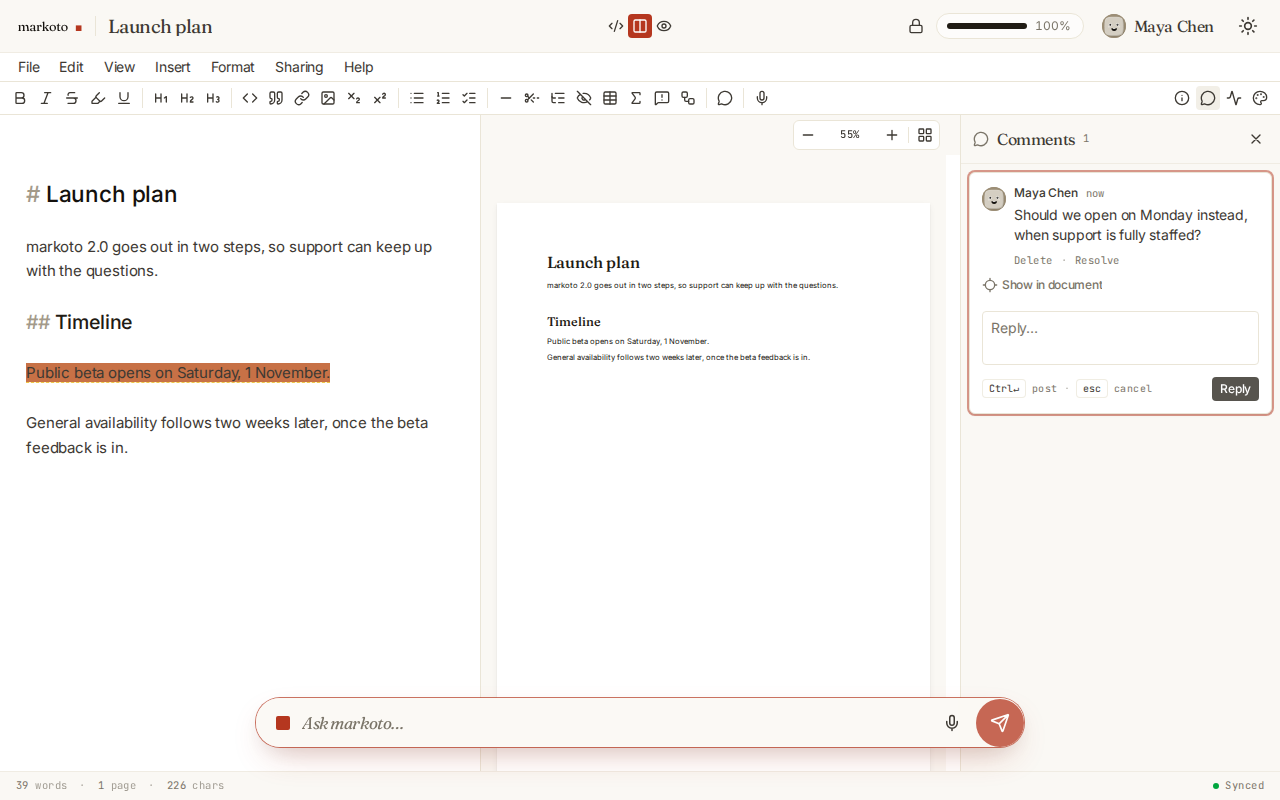 markoto
Launch plan
100%
Maya Chen
File Edit View Insert Format Sharing Help
H1 H2 H3
X2 X2
55%
# Launch plan
markoto 2.0 goes out in two steps, so support can keep up
with the questions.
## Timeline
Public beta opens on Saturday, 1 November.
General availability follows two weeks later, once the beta
feedback is in.
Launch plan
markoto 2.0 goes out in two steps, so support can keep up with the questions.
Timeline
Public beta opens on Saturday, 1 November.
General availability follows two weeks later, once the beta feedback is in.
Comments 1
Maya Chen now
Should we open on Monday instead,
when support is fully staffed?
Delete · Resolve
Show in document
Reply...
Ctrl↵ post · esc cancel
Reply
Ask markoto...
39 words · 1 page · 226 chars
Synced